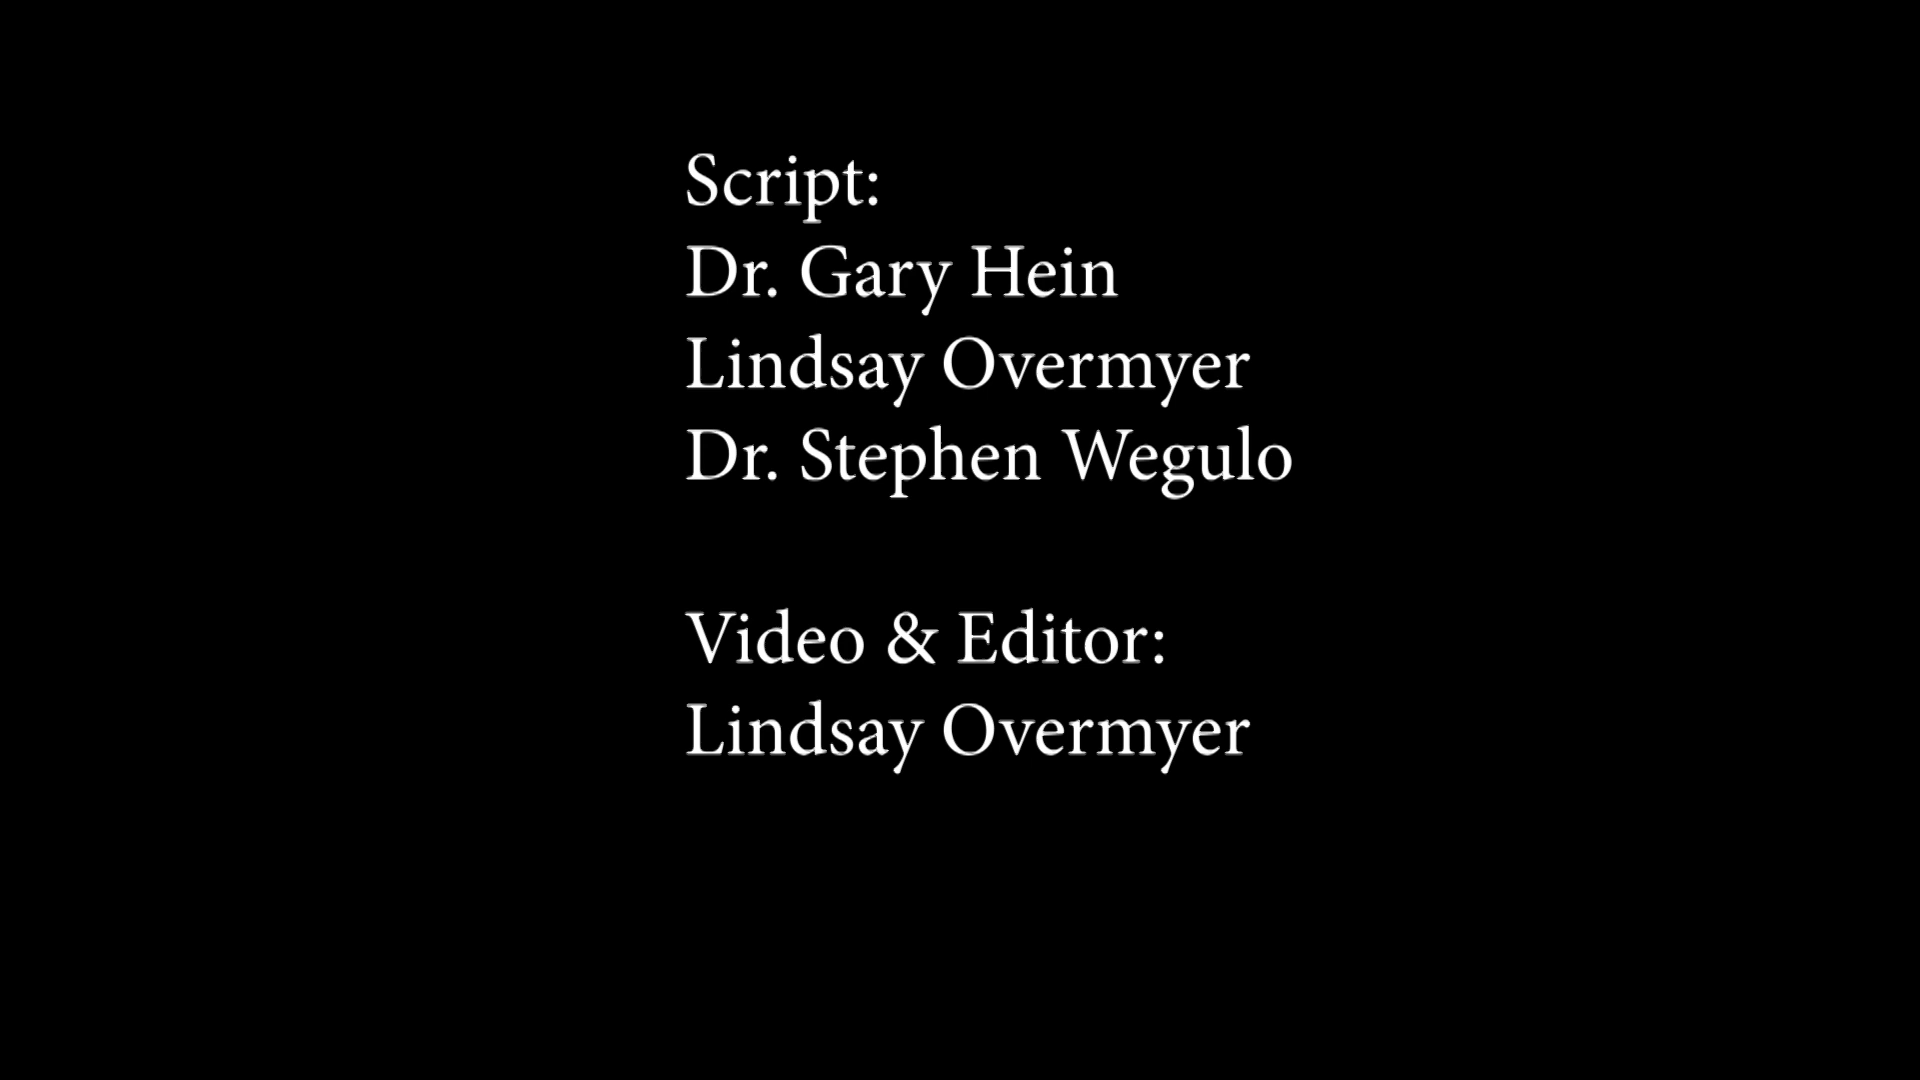 Script:
Dr. Gary Hein
Lindsay Overmyer
Dr. Stephen Wegulo
Video & Editor:
Lindsay Overmyer